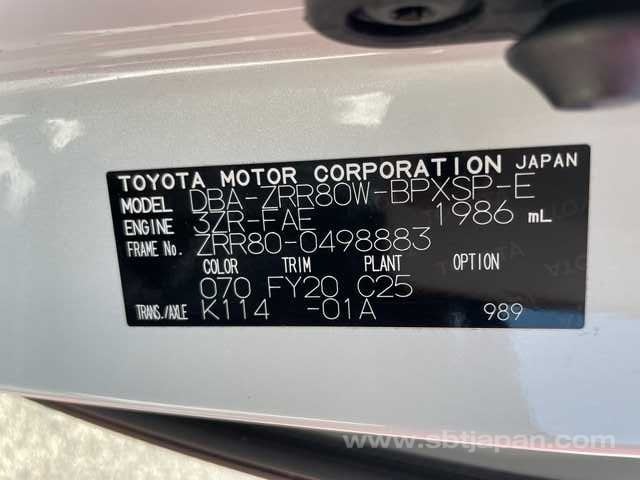 TOYOTA MOTOR CORPORATION JAPAN
MODEL DBA-ZRR80W-BPXSP-E
ENGINE 3ZR-FAE 1986 mL
FRAME No. ZRR80-0498883
COLOR TRIM PLANT OPTION
070 FY20 C25
TRANS./AXLE K114 -01A 989
www.sbtjapan.com